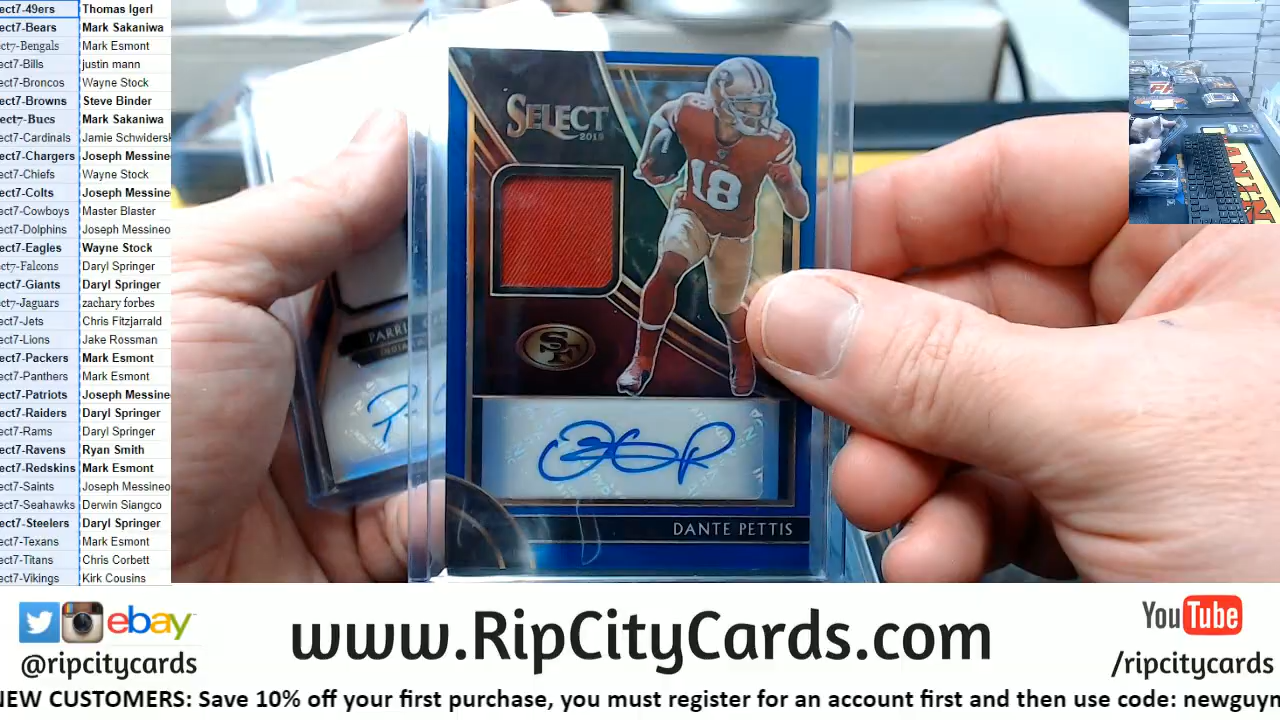 ect7-49ers Thomas Igerl
ect7-Bears Mark Sakaniwa
ect7-Bengals Mark Esmont
ect7-Bills justin mann
ect7-Broncos Wayne Stock
ect7-Browns Steve Binder
ect7-Bucs Mark Sakaniwa
ect7-Cardinals Jamie Schwidersk
ect7-Chargers Joseph Messine
ect7-Chiefs Wayne Stock
ect7-Colts Joseph Messine
ect7-Cowboys Master Blaster
ect7-Dolphins Joseph Messineo
ect7-Eagles Wayne Stock
ect7-Falcons Daryl Springer
ect7-Giants Daryl Springer
ect7-Jaguars zachary forbes
ect7-Jets Chris Fitzjarrald
ect7-Lions Jake Rossman
ect7-Packers Mark Esmont
ect7-Panthers Mark Esmont
ect7-Patriots Joseph Messine
ect7-Raiders Daryl Springer
ect7-Rams Daryl Springer
ect7-Ravens Ryan Smith
ect7-Redskins Mark Esmont
ect7-Saints Joseph Messineo
ect7-Seahawks Derwin Siangco
ect7-Steelers Daryl Springer
ect7-Texans Mark Esmont
ect7-Titans Chris Corbett
ect7-Vikings Kirk Cousins
SELECT
2019
18
18
SF
DANTE PETTIS
PARRI
ebay
@ripcitycards
www.RipCityCards.com
YouTube
/ripcitycards
NEW CUSTOMERS: Save 10% off your first purchase, you must register for an account first and then use code: newguyn